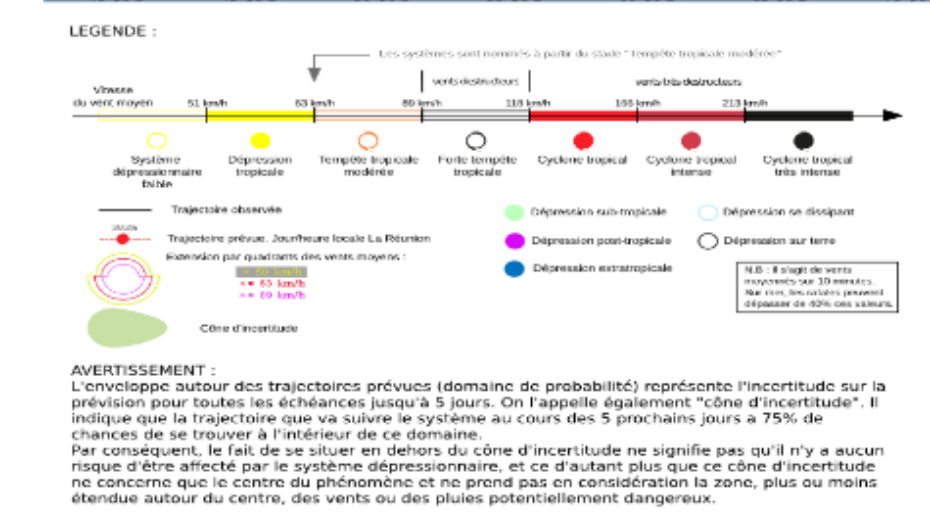 LEGENDE :
Les systèmes sont nommés à partir du stade "Tempête tropicale modérée"
vents destructeurs
vents très destructeurs
Vitesse
du vent moyen
51 km/h
63 km/h
89 km/h
118 km/h
166 km/h
213 km/h
Système
dépressionnaire
faible
Dépression
tropicale
Tempête tropicale
modérée
Forte tempête
tropicale
Cyclone tropical
Cyclone tropical
intense
Cyclone tropical
très intense
Trajectoire observée
Trajectoire prévue. Jour/heure locale La Réunion
Extension par quadrants des vents moyens :
>= 63 km/h
>= 89 km/h
Cône d'incertitude
Dépression sub-tropicale
Dépression se dissipant
Dépression post-tropicale
Dépression sur terre
Dépression extratropicale
N.B : Il s'agit de vents
moyennés sur 10 minutes.
Sur mer, les rafales peuvent
dépasser de 40% ces valeurs.
AVERTISSEMENT :
L'enveloppe autour des trajectoires prévues (domaine de probabilité) représente l'incertitude sur la
prévision pour toutes les échéances jusqu'à 5 jours. On l'appelle également "cône d'incertitude". Il
indique que la trajectoire que va suivre le système au cours des 5 prochains jours a 75% de
chances de se trouver à l'intérieur de ce domaine.
Par conséquent, le fait de se situer en dehors du cône d'incertitude ne signifie pas qu'il n'y a aucun
risque d'être affecté par le système dépressionnaire, et ce d'autant plus que ce cône d'incertitude
ne concerne que le centre du phénomène et ne prend pas en considération la zone, plus ou moins
étendue autour du centre, des vents ou des pluies potentiellement dangereux.